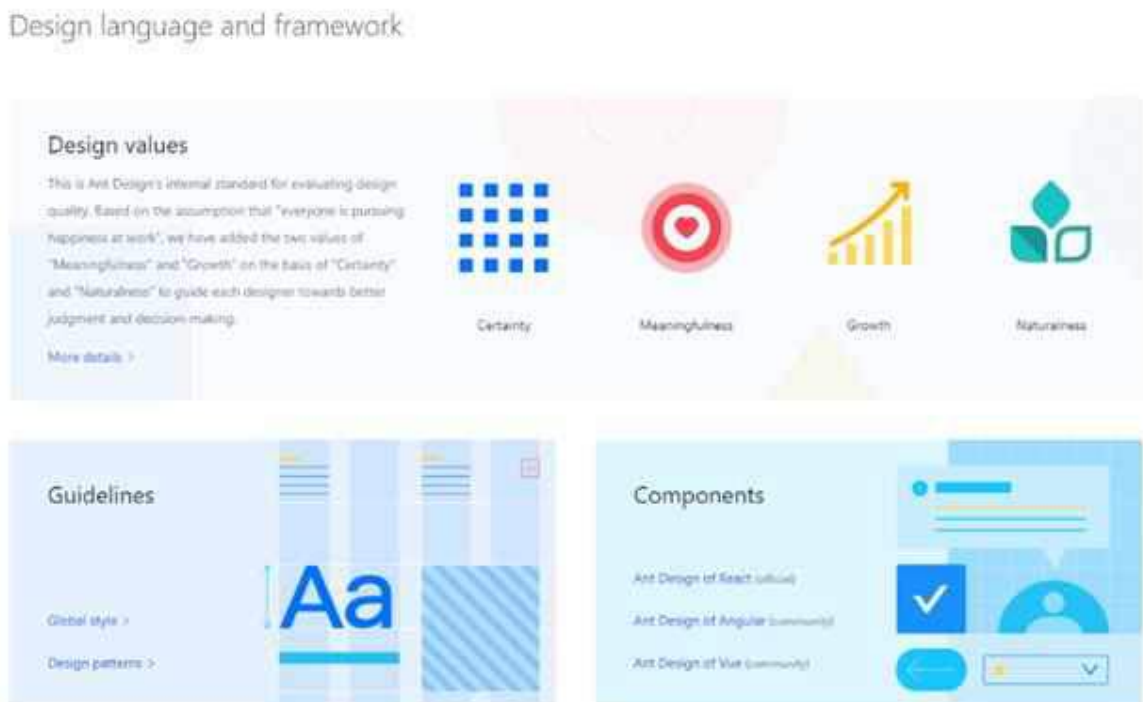 Design language and framework
Design values
This is Ant Design's internal standard for evaluating design
quality. Based on the assumption that "everyone is pursuing
happiness at work", we have added the two values of
"Meaningfulness" and "Growth" on the basis of "Certainty"
and "Naturalness" to guide each designer towards better
judgment and decision-making.
More details >
Certainty
Meaningfulness
Growth
Naturalness
Guidelines
Aa
Global style >
Design patterns >
Components
Ant Design of React (official)
Ant Design of Angular (community)
Ant Design of Vue (community)